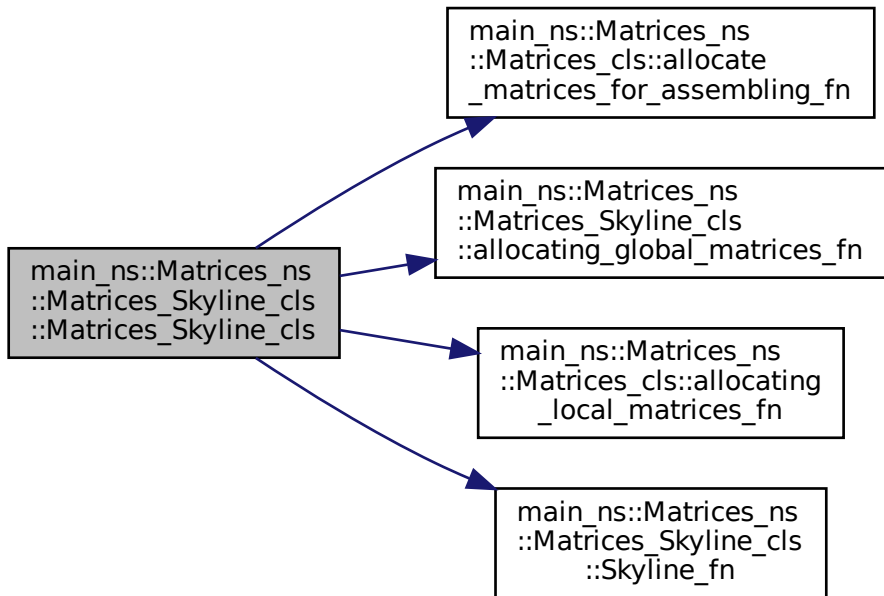 main_ns::Matrices_ns
::Matrices_cls::allocate
_matrices_for_assembling_fn
main_ns::Matrices_ns
::Matrices_Skyline_cls
::allocating_global_matrices_fn
main_ns::Matrices_ns
::Matrices_Skyline_cls
::Matrices_Skyline_cls
main_ns::Matrices_ns
::Matrices_cls::allocating
_local_matrices_fn
main_ns::Matrices_ns
::Matrices_Skyline_cls
::Skyline_fn